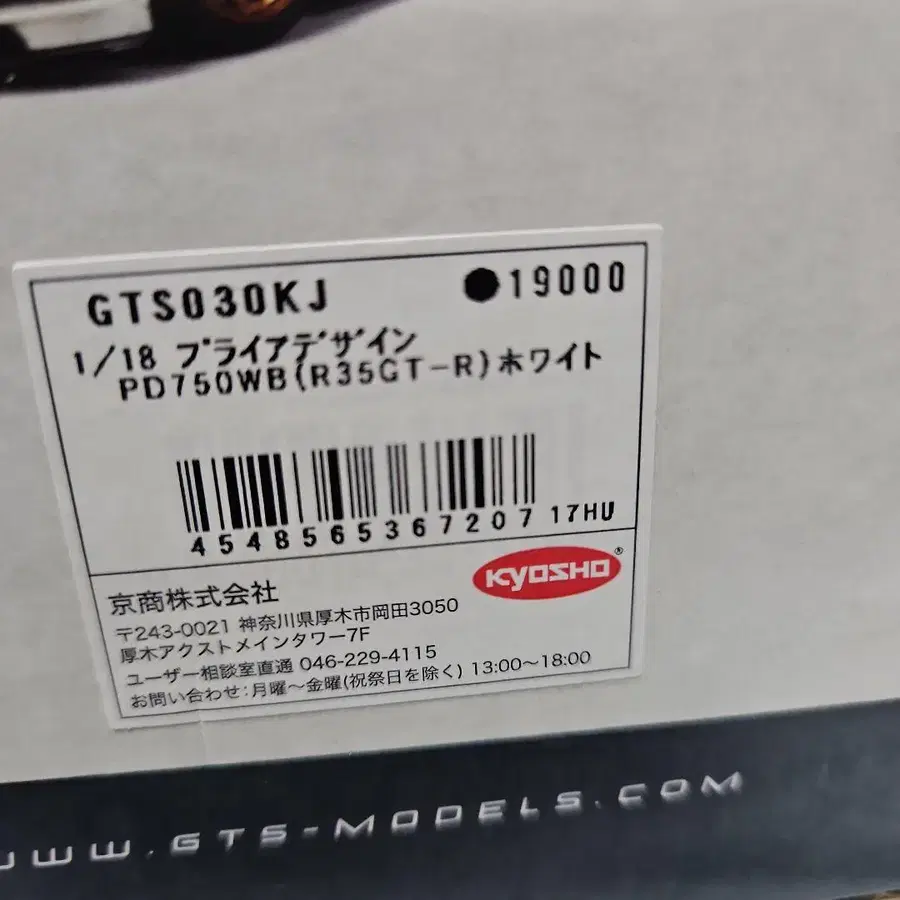 GTS030KJ ●19000
1/18 プライアデザイン
PD750WB(R35GT-R)ホワイト
4548565367207 17HU
KYOSHO®
京商株式会社
〒243-0021 神奈川県厚木市岡田3050
厚木アクストメインタワー7F
ユーザー相談室直通 046-229-4115
お問い合わせ:月曜〜金曜(祝祭日を除く) 13:00〜18:00
WWW.GTS-MODELS.COM